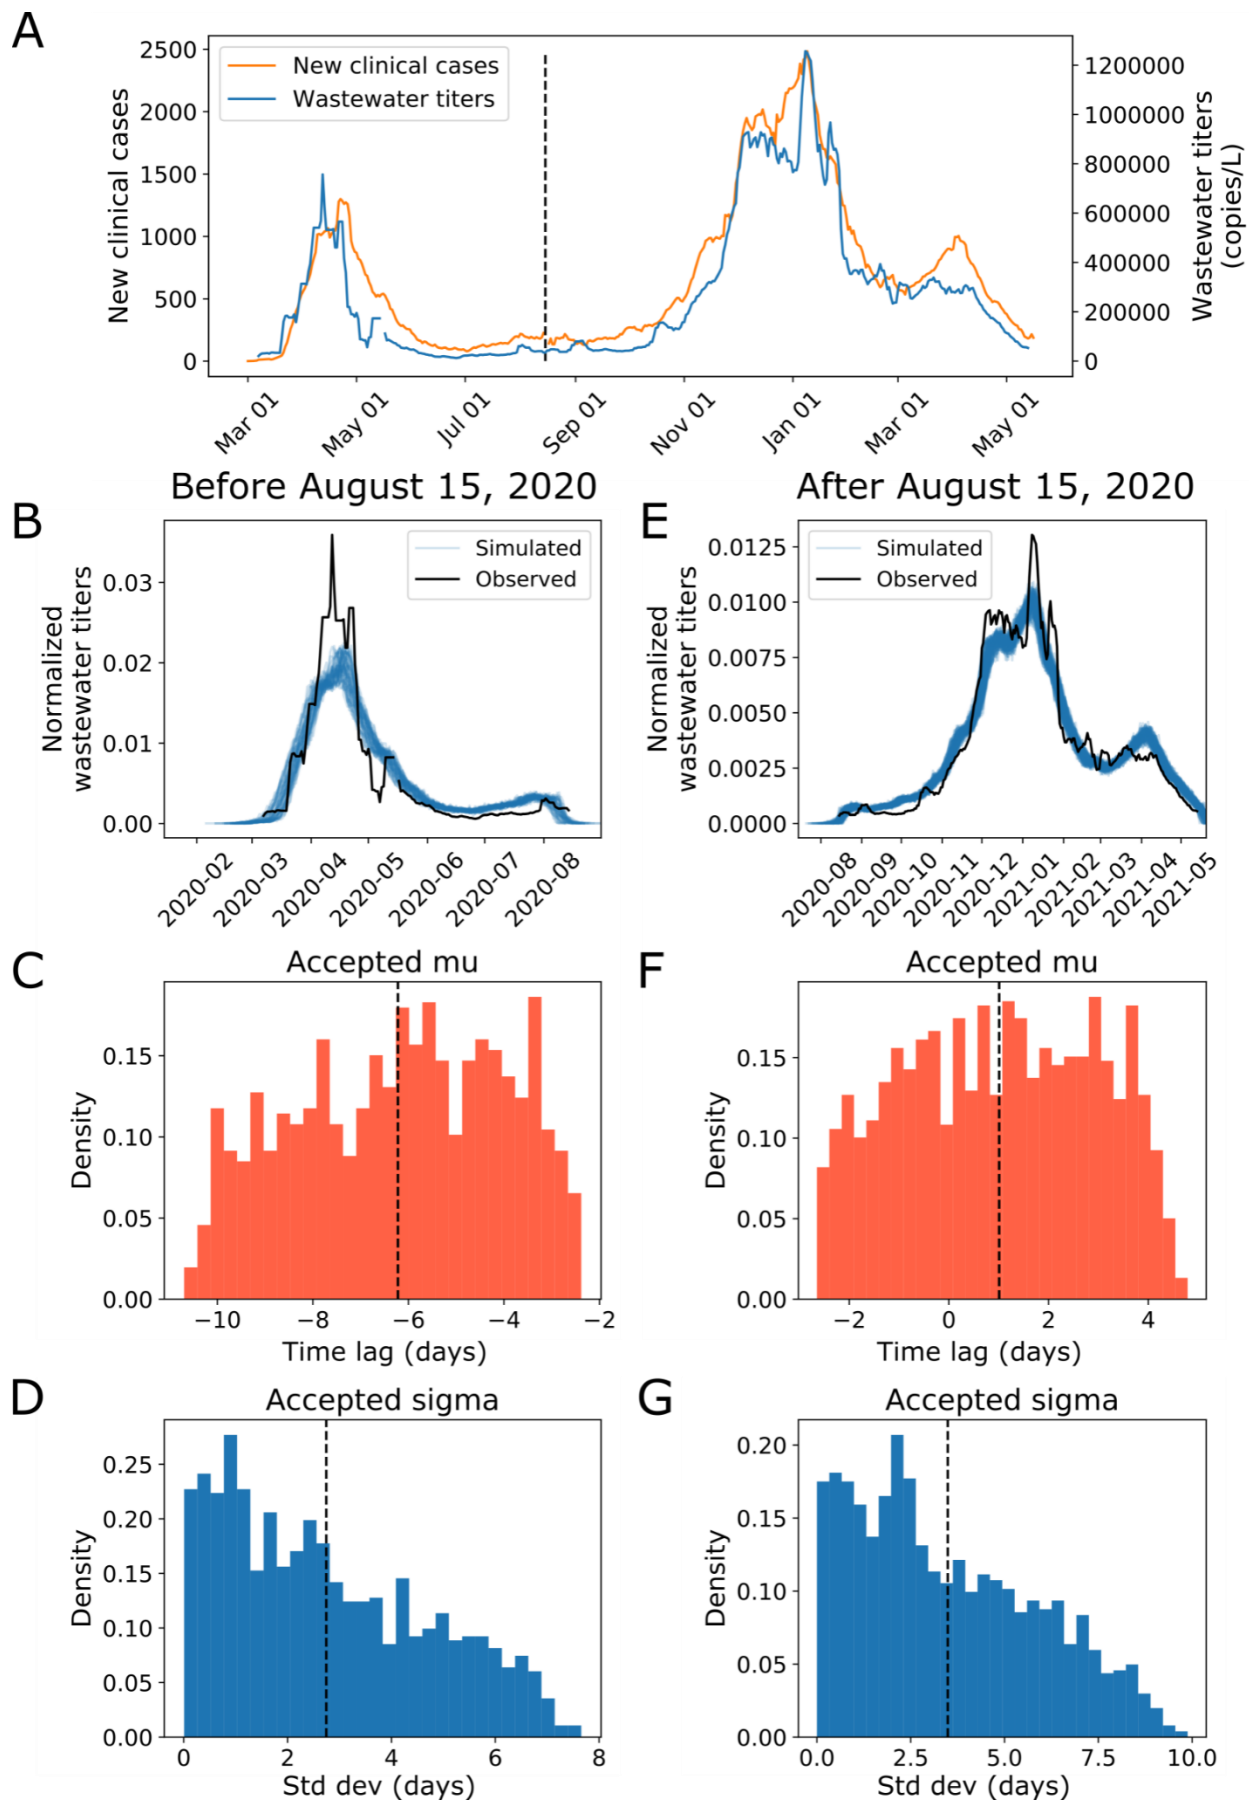 A
New clinical cases
Wastewater titers
2500
2000
1500
1000
500
0
New clinical cases
1200000
1000000
800000
600000
400000
200000
0
Wastewater titers
(copies/L)
Mar 01
May 01
Jul 01
Sep 01
Nov 01
Jan 01
Mar 01
May 01
Before August 15, 2020
B
Simulated
Observed
0.03
0.02
0.01
0.00
Normalized
wastewater titers
2020-02
2020-03
2020-04
2020-05
2020-06
2020-07
2020-08
After August 15, 2020
E
Simulated
Observed
0.0125
0.0100
0.0075
0.0050
0.0025
0.0000
Normalized
wastewater titers
2020-08
2020-09
2020-10
2020-11
2020-12
2021-01
2021-02
2021-03
2021-04
2021-05
C
Accepted mu
0.15
0.10
0.05
0.00
Density
−10
−8
−6
−4
−2
Time lag (days)
F
Accepted mu
0.15
0.10
0.05
0.00
Density
−2
0
2
4
Time lag (days)
D
Accepted sigma
0.25
0.20
0.15
0.10
0.05
0.00
Density
0
2
4
6
8
Std dev (days)
G
Accepted sigma
0.20
0.15
0.10
0.05
0.00
Density
0.0
2.5
5.0
7.5
10.0
Std dev (days)